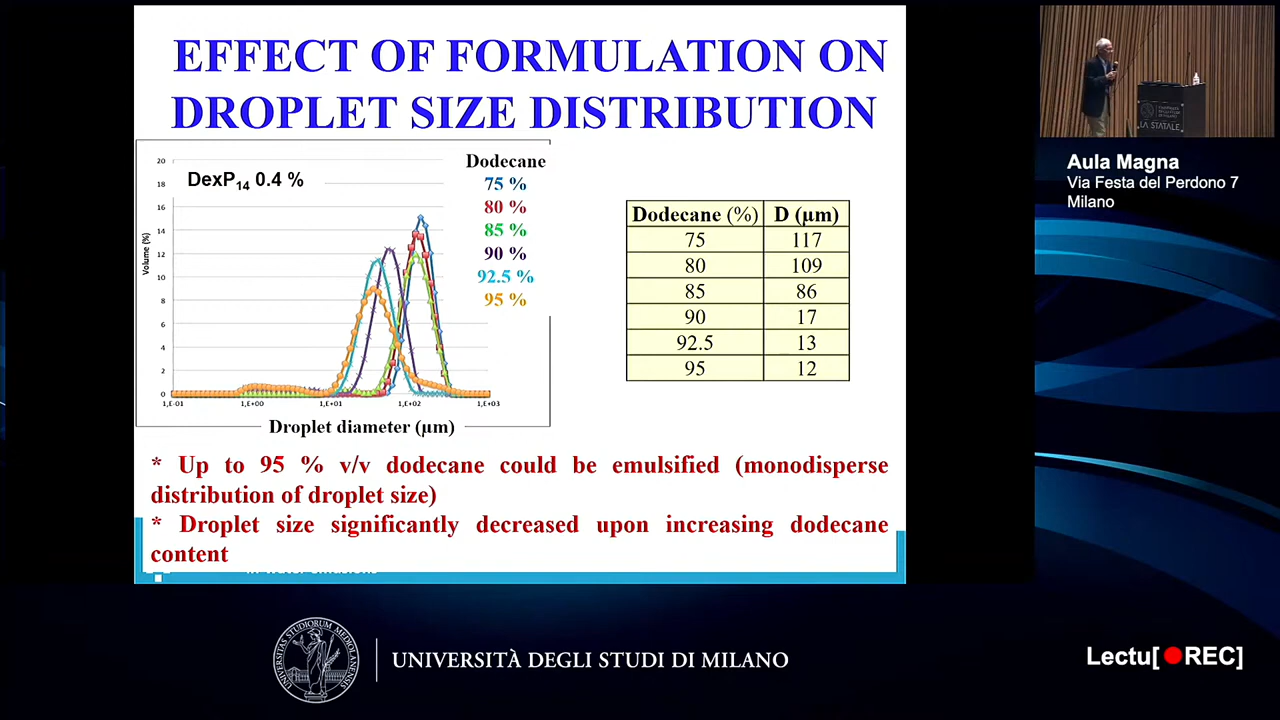 EFFECT OF FORMULATION ON
DROPLET SIZE DISTRIBUTION
DexP14 0.4 %
Dodecane
75 %
80 %
85 %
90 %
92.5 %
95 %
Volume (%)
20
18
16
14
12
10
8
6
4
2
0
1,E-01
1,E+00
1,E+01
1,E+02
1,E+03
Droplet diameter (µm)
Dodecane (%) D (µm)
75 117
80 109
85 86
90 17
92.5 13
95 12
* Up to 95 % v/v dodecane could be emulsified (monodisperse
distribution of droplet size)
* Droplet size significantly decreased upon increasing dodecane
content
LA STATALE
Aula Magna
Via Festa del Perdono 7
Milano
UNIVERSITÀ DEGLI STUDI DI MILANO
Lectu[REC]